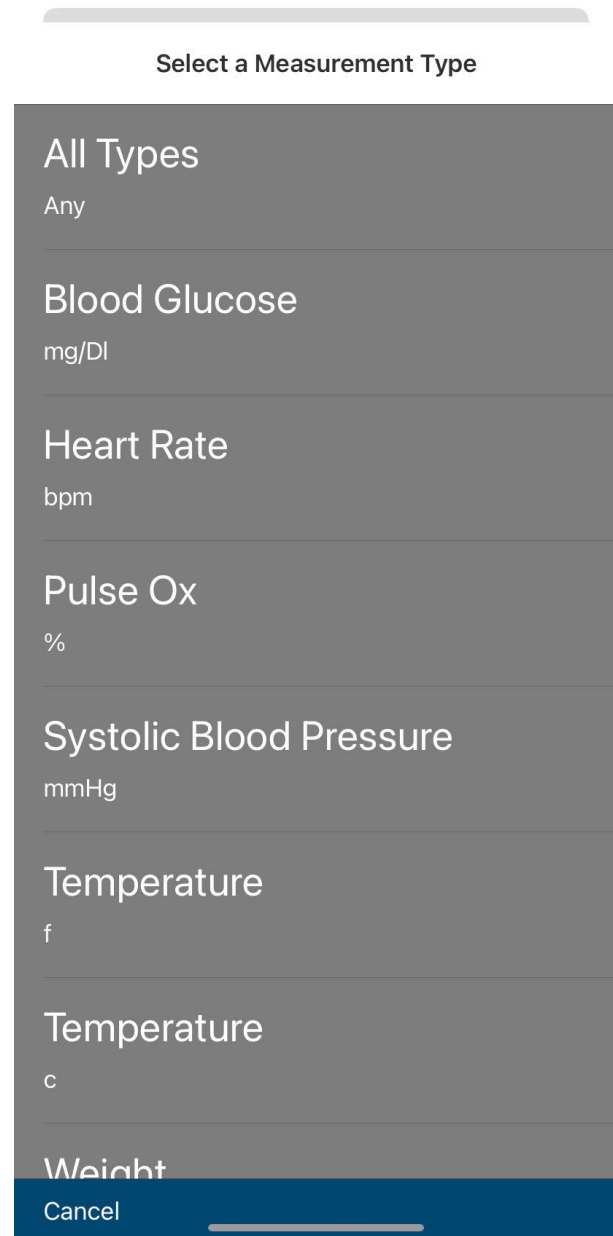 Select a Measurement Type
All Types
Any
Blood Glucose
mg/Dl
Heart Rate
bpm
Pulse Ox
%
Systolic Blood Pressure
mmHg
Temperature
f
Temperature
c
Weight
Cancel